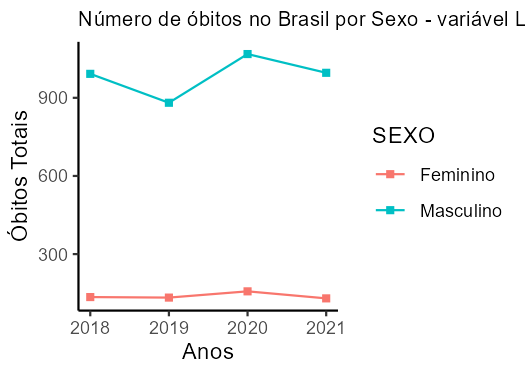 Número de óbitos no Brasil por Sexo - variável L
Óbitos Totais
900
600
300
2018 2019 2020 2021
Anos
SEXO
Feminino
Masculino